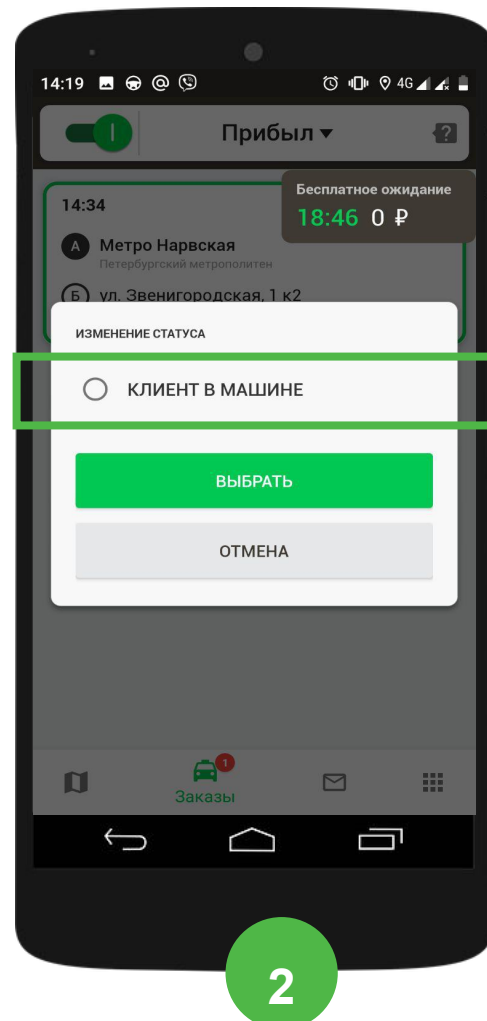 14:19 4G
Прибыл
Бесплатное ожидание
14:34 18:46 0 ₽
А Метро Нарвская
Петербургский метрополитен
Б ул. Звенигородская, 1 к2
ИЗМЕНЕНИЕ СТАТУСА
КЛИЕНТ В МАШИНЕ
ВЫБРАТЬ
ОТМЕНА
1
Заказы
2